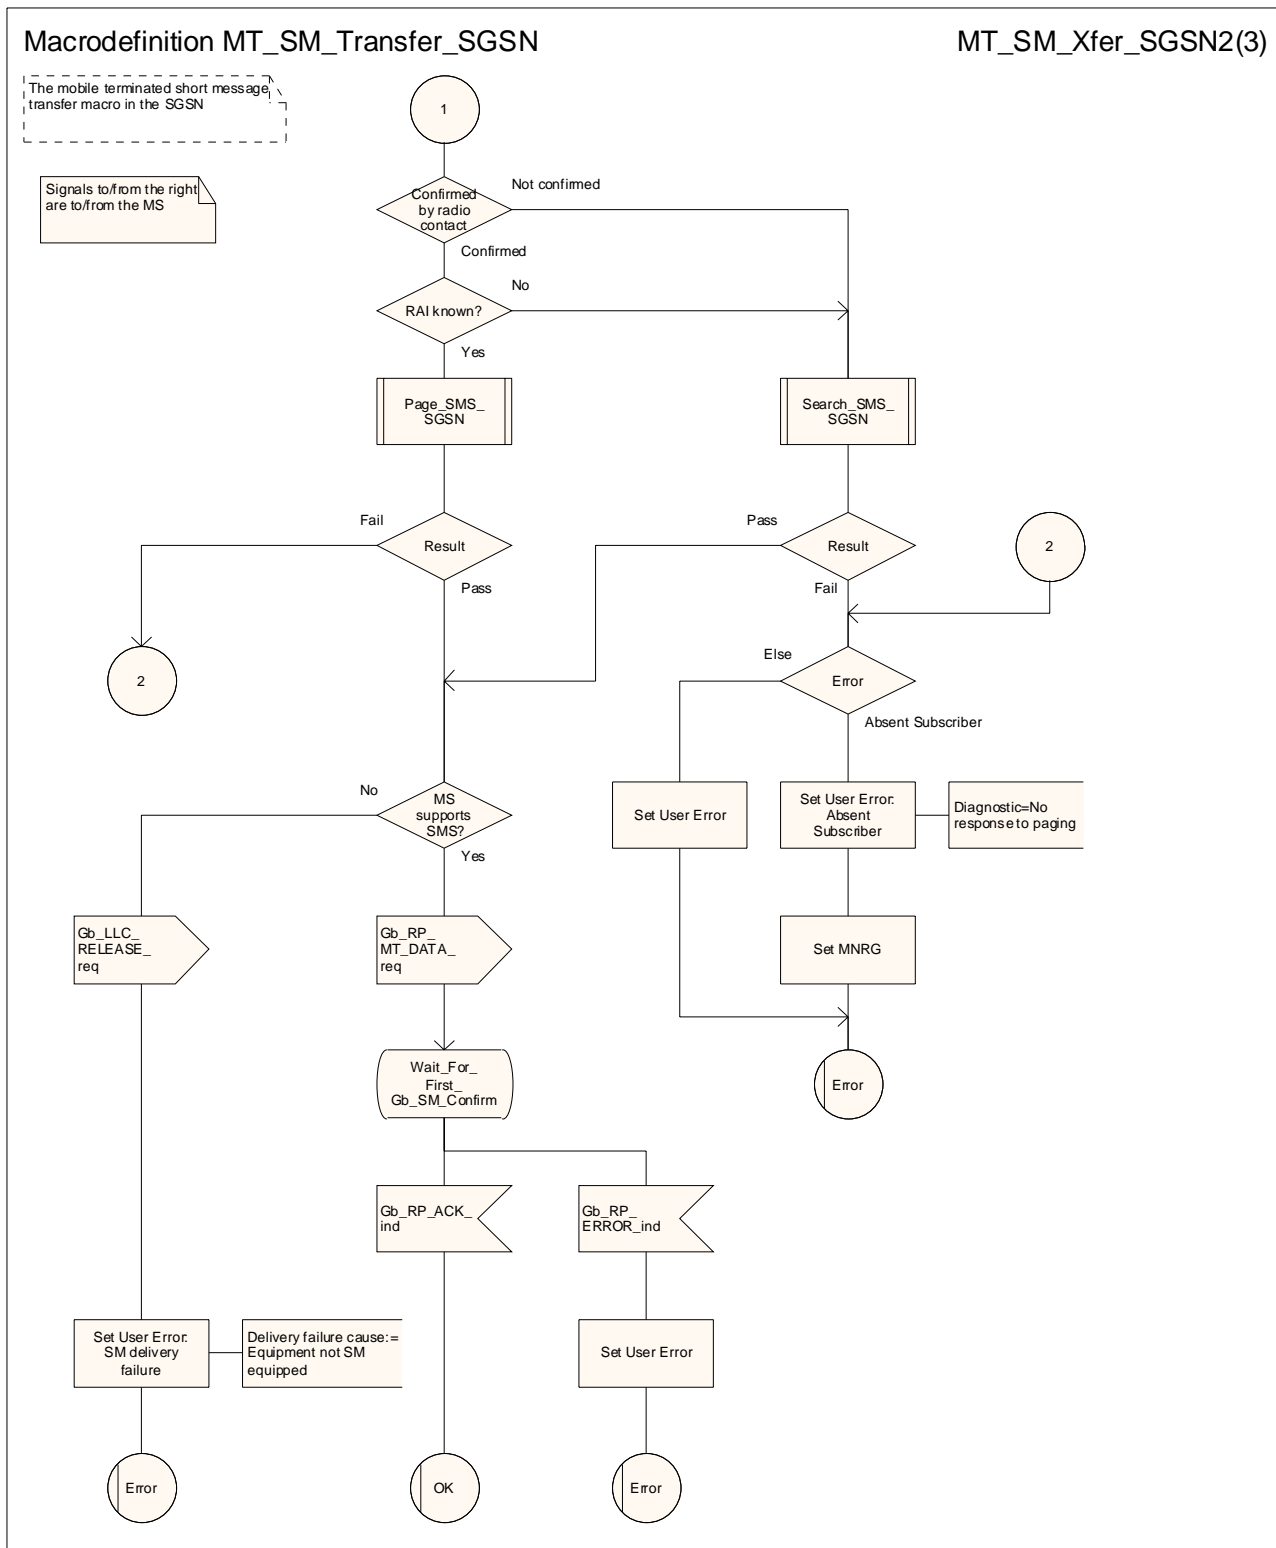 Macrodefinition MT_SM_Transfer_SGSN
MT_SM_Xfer_SGSN2(3)
The mobile terminated short message
transfer macro in the SGSN
1
Signals to/from the right
are to/from the MS
Confirmed
by radio
contact
Not confirmed
Confirmed
RAI known?
No
Yes
Page_SMS_
SGSN
Search_SMS_
SGSN
Fail
Result
Pass
Pass
Result
Fail
2
2
Else
Error
Absent Subscriber
No
MS
supports
SMS?
Yes
Set User Error
Set User Error:
Absent
Subscriber
Diagnostic=No
response to paging
Gb_LLC_
RELEASE_
req
Gb_RP_
MT_DATA_
req
Set MNRG
Wait_For_
First_
Gb_SM_Confirm
Error
Gb_RP_ACK_
ind
Gb_RP_
ERROR_ind
Set User Error:
SM delivery
failure
Delivery failure cause:=
Equipment not SM
equipped
Set User Error
Error
OK
Error